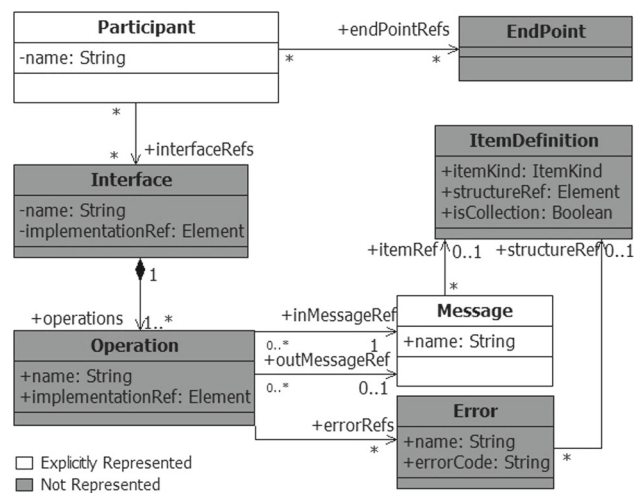 Participant
-name: String
+endPointRefs
*
*
EndPoint
*
*
+interfaceRefs
Interface
-name: String
-implementationRef: Element
ItemDefinition
+itemKind: ItemKind
+structureRef: Element
+isCollection: Boolean
+itemRef
0..1
+structureRef
0..1
1
+operations
1..*
Operation
+name: String
+implementationRef: Element
+inMessageRef
0..*
1
+outMessageRef
0..*
0..1
*
Message
+name: String
+errorRefs
*
Error
+name: String
+errorCode: String
*
Explicitly Represented
Not Represented